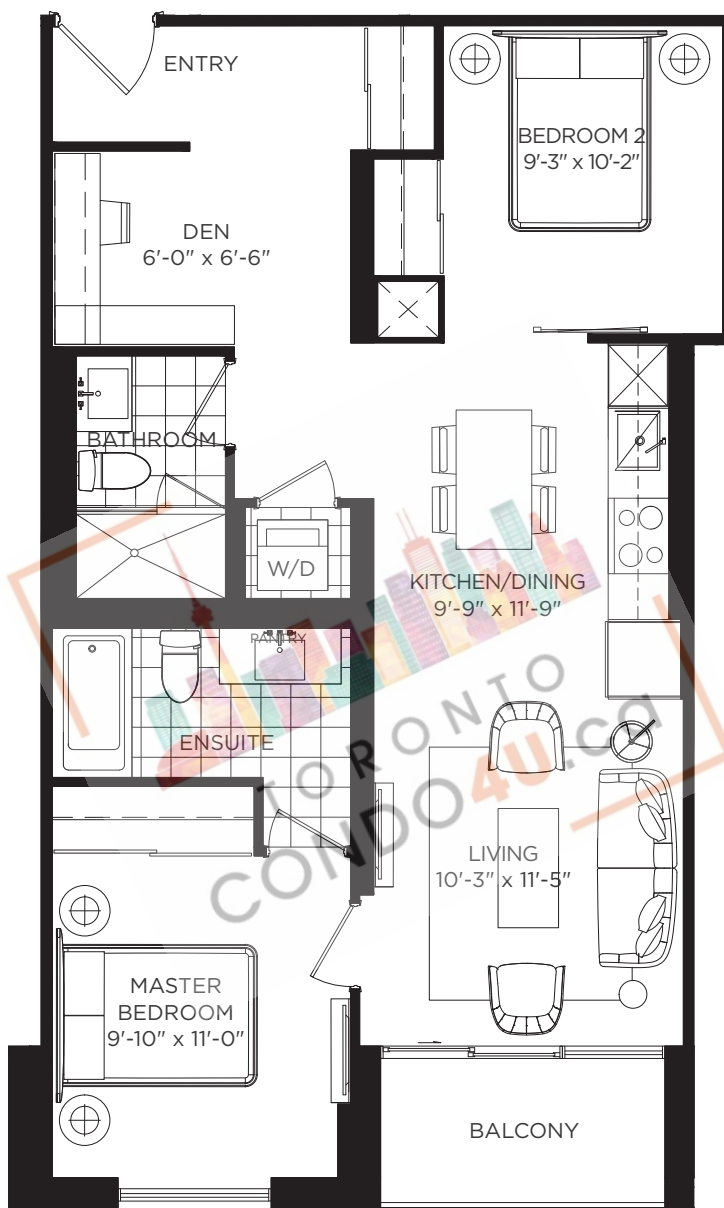 ENTRY
BEDROOM 2
9'-3" x 10'-2"
DEN
6'-0" x 6'-6"
BATHROOM
W/D
KITCHEN/DINING
9'-9" x 11'-9"
PANTRY
ENSUITE
TORONTO
CONDO4U.ca
LIVING
10'-3" x 11'-5"
MASTER
BEDROOM
9'-10" x 11'-0"
BALCONY